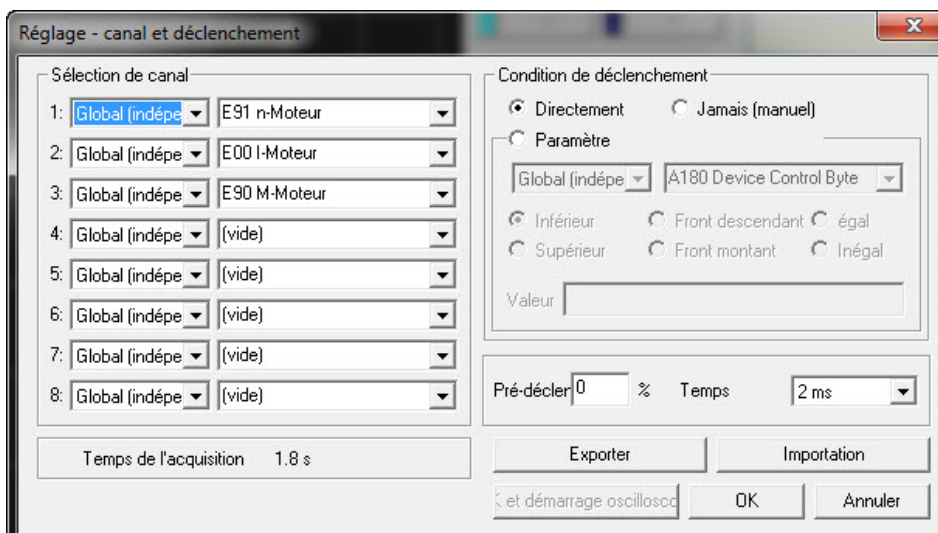 Réglage - canal et déclenchement
Sélection de canal
1: Global (indépe E91 n-Moteur
2: Global (indépe E00 I-Moteur
3: Global (indépe E90 M-Moteur
4: Global (indépe (vide)
5: Global (indépe (vide)
6: Global (indépe (vide)
7: Global (indépe (vide)
8: Global (indépe (vide)
Temps de l'acquisition 1.8 s
Condition de déclenchement
Directement Jamais (manuel)
Paramètre
Global (indépe A180 Device Control Byte
Inférieur Front descendant égal
Supérieur Front montant Inégal
Valeur
Pré-décler 0 % Temps 2 ms
Exporter Importation
et démarrage oscillosco OK Annuler